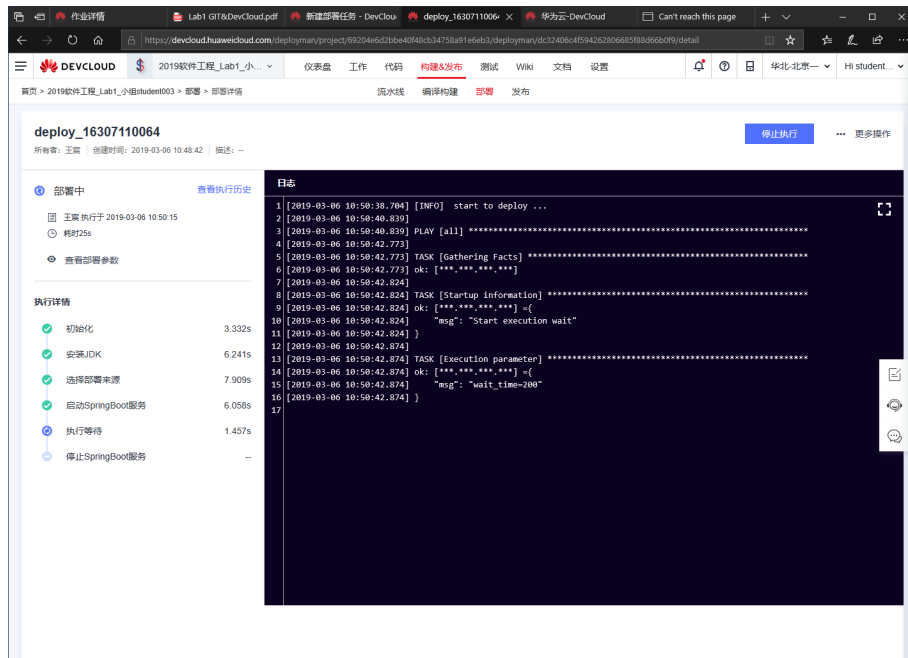 作业详情
Lab1 GIT&DevCloud.pdf
新建部署任务 - DevClou
deploy_1630711006
华为云-DevCloud
Can't reach this page
https://devcloud.huaweicloud.com/deployman/project/69204e6d2bbe40f48cb34758a91e6eb3/deployman/dc32406c4f594262806685f88d66b0f9/detail
DEVCLOUD
2019软件工程_Lab1_小...
仪表盘 工作 代码 构建&发布 测试 Wiki 文档 设置
华北-北京一
Hi student...
首页 > 2019软件工程_Lab1_小组student003 > 部署 > 部署详情
流水线 编译构建 部署 发布
deploy_16307110064
停止执行
••• 更多操作
所有者: 王宸 创建时间: 2019-03-06 10:48:42 描述: --
部署中
查看执行历史
王宸 执行于 2019-03-06 10:50:15
耗时25s
查看部署参数
执行详情
初始化 3.332s
安装JDK 6.241s
选择部署来源 7.909s
启动SpringBoot服务 6.058s
执行等待 1.457s
停止SpringBoot服务 --
日志
1 [2019-03-06 10:50:38.704] [INFO] start to deploy ...
2 [2019-03-06 10:50:40.839]
3 [2019-03-06 10:50:40.839] PLAY [all] *********************************************************************
4 [2019-03-06 10:50:42.773]
5 [2019-03-06 10:50:42.773] TASK [Gathering Facts] *********************************************************
6 [2019-03-06 10:50:42.773] ok: [***.***.***.***]
7 [2019-03-06 10:50:42.824]
8 [2019-03-06 10:50:42.824] TASK [Startup information] *****************************************************
9 [2019-03-06 10:50:42.824] ok: [***.***.***.***] ={
10 [2019-03-06 10:50:42.824] "msg": "Start execution wait"
11 [2019-03-06 10:50:42.824] }
12 [2019-03-06 10:50:42.874]
13 [2019-03-06 10:50:42.874] TASK [Execution parameter] *****************************************************
14 [2019-03-06 10:50:42.874] ok: [***.***.***.***] ={
15 [2019-03-06 10:50:42.874] "msg": "wait_time=200"
16 [2019-03-06 10:50:42.874] }
17